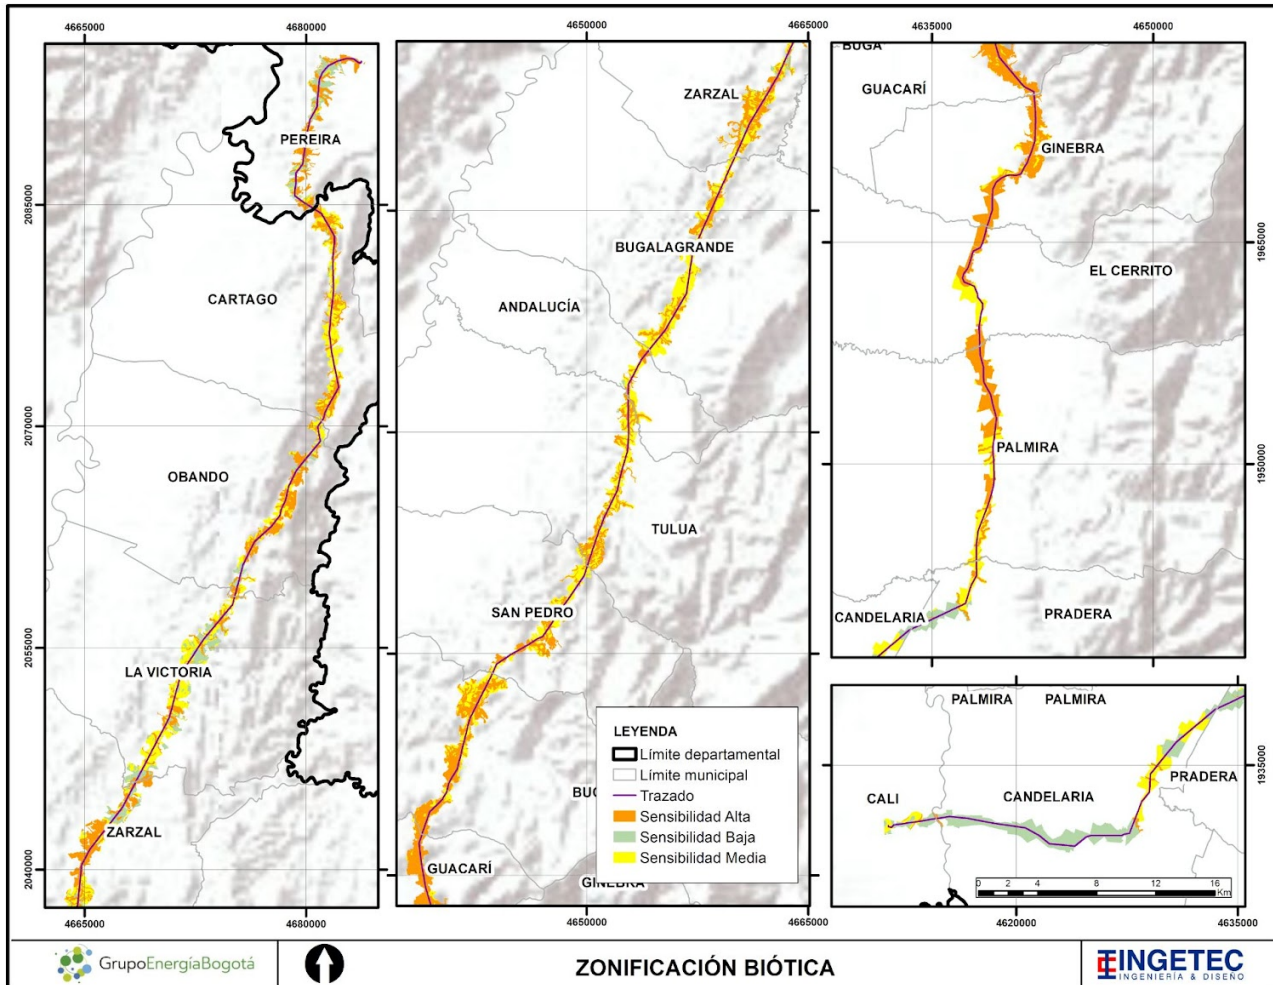 4665000
4680000
4650000
4665000
4635000
4650000
BUGA
GUACARÍ
ZARZAL
PEREIRA
GINEBRA
2085000
BUGALAGRANDE
1965000
EL CERRITO
CARTAGO
ANDALUCÍA
2070000
PALMIRA
1950000
OBANDO
TULUA
SAN PEDRO
CANDELARIA
PRADERA
2055000
LA VICTORIA
PALMIRA
PALMIRA
LEYENDA
Límite departamental
Límite municipal
Trazado
Sensibilidad Alta
Sensibilidad Baja
Sensibilidad Media
BU
1935000
PRADERA
CALI
CANDELARIA
ZARZAL
2040000
GUACARÍ
GINEBRA
0 2 4 8 12 16
Km
4665000
4680000
4650000
4665000
4620000
4635000
GrupoEnergíaBogotá
ZONIFICACIÓN BIÓTICA
INGETEC
INGENIERÍA & DISEÑO